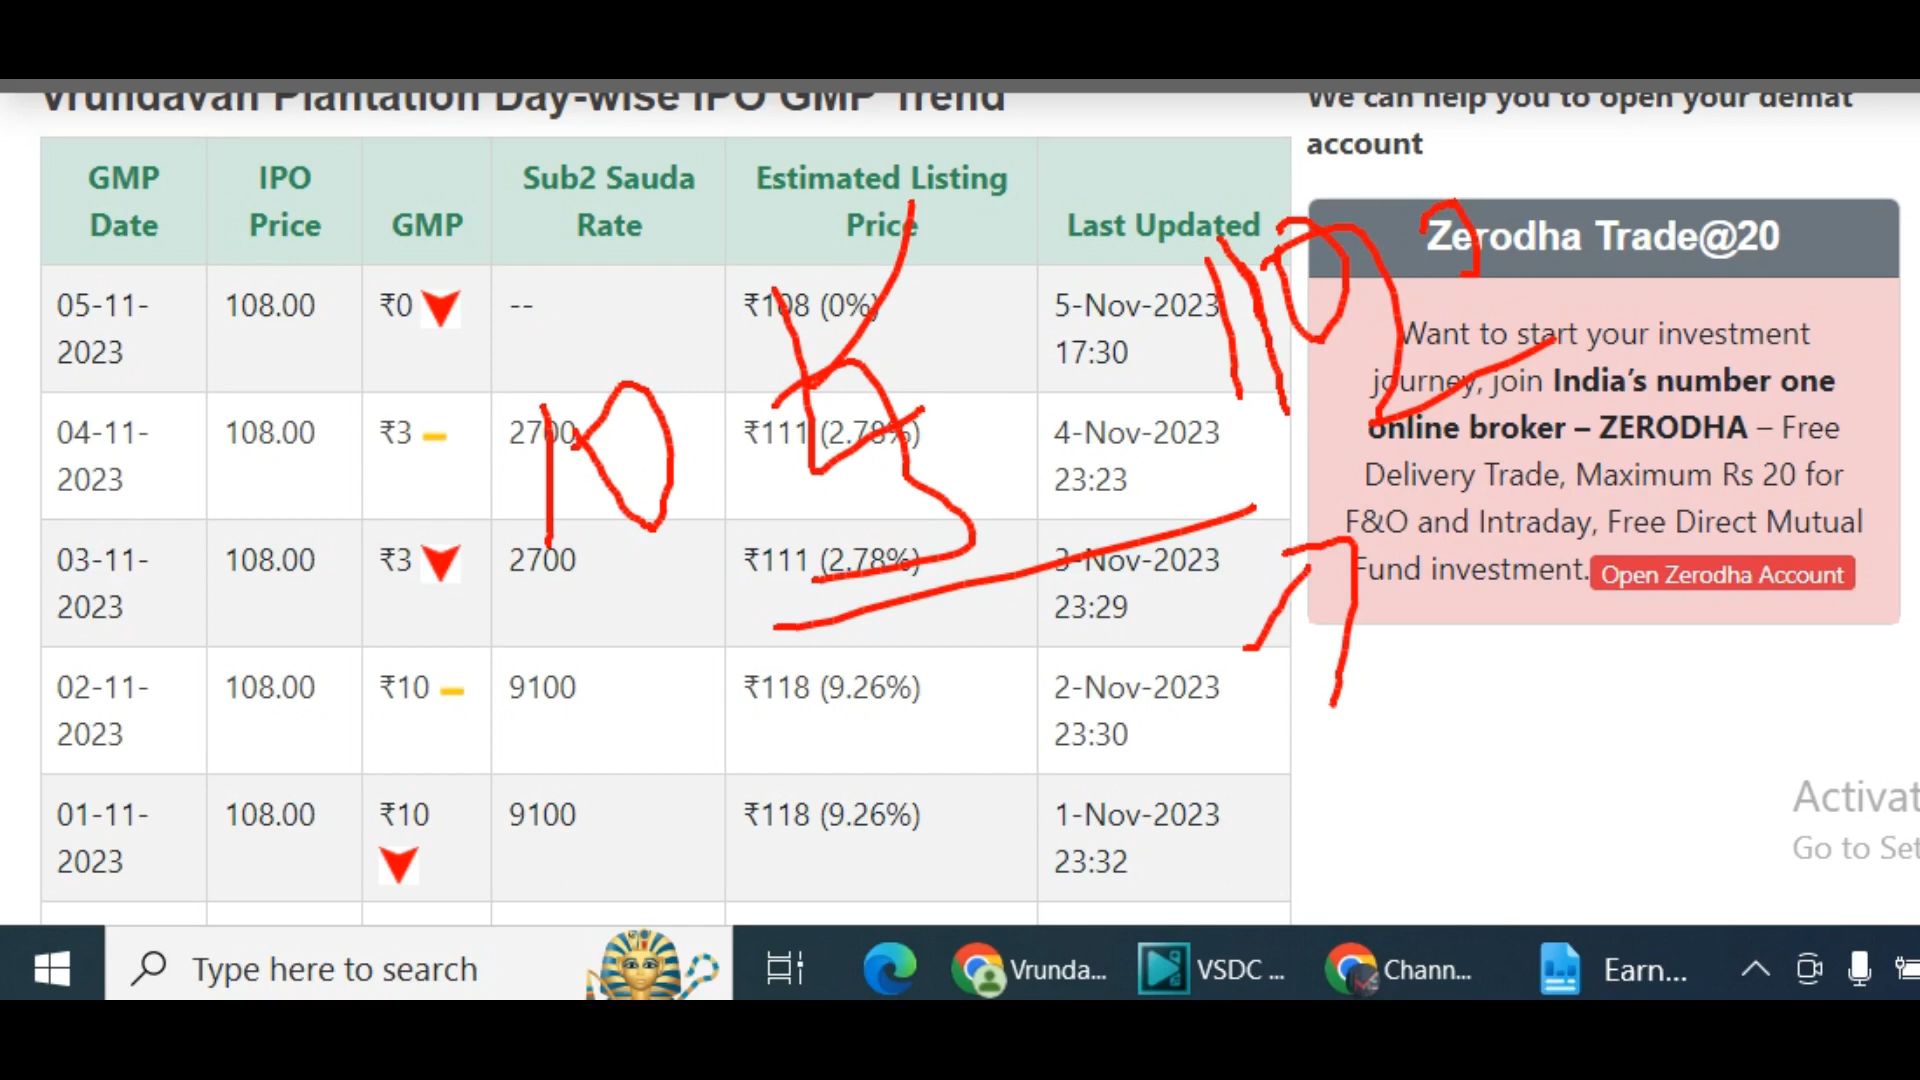 Vrundavan Plantation Day-wise IPO GMP Trend
GMP Date IPO Price GMP Sub2 Sauda Rate Estimated Listing Price Last Updated
05-11-2023 108.00 ₹0 -- ₹108 (0%) 5-Nov-2023 17:30
04-11-2023 108.00 ₹3 2700 ₹111 (2.78%) 4-Nov-2023 23:23
03-11-2023 108.00 ₹3 2700 ₹111 (2.78%) 3-Nov-2023 23:29
02-11-2023 108.00 ₹10 9100 ₹118 (9.26%) 2-Nov-2023 23:30
01-11-2023 108.00 ₹10 9100 ₹118 (9.26%) 1-Nov-2023 23:32
We can help you to open your demat
account
Zerodha Trade@20
Want to start your investment
journey, join India's number one
online broker – ZERODHA – Free
Delivery Trade, Maximum Rs 20 for
F&O and Intraday, Free Direct Mutual
Fund investment. Open Zerodha Account
Activat
Go to Set
Type here to search
Vrunda...
VSDC ...
Chann...
Earn...